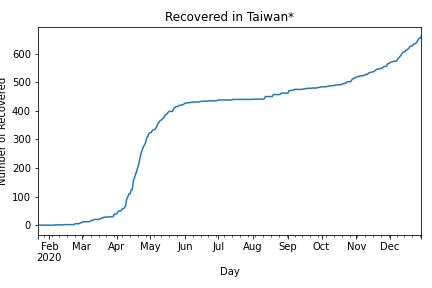 Recovered in Taiwan*
Number of Recovered
600
500
400
300
200
100
0
Feb Mar Apr May Jun Jul Aug Sep Oct Nov Dec
2020
Day